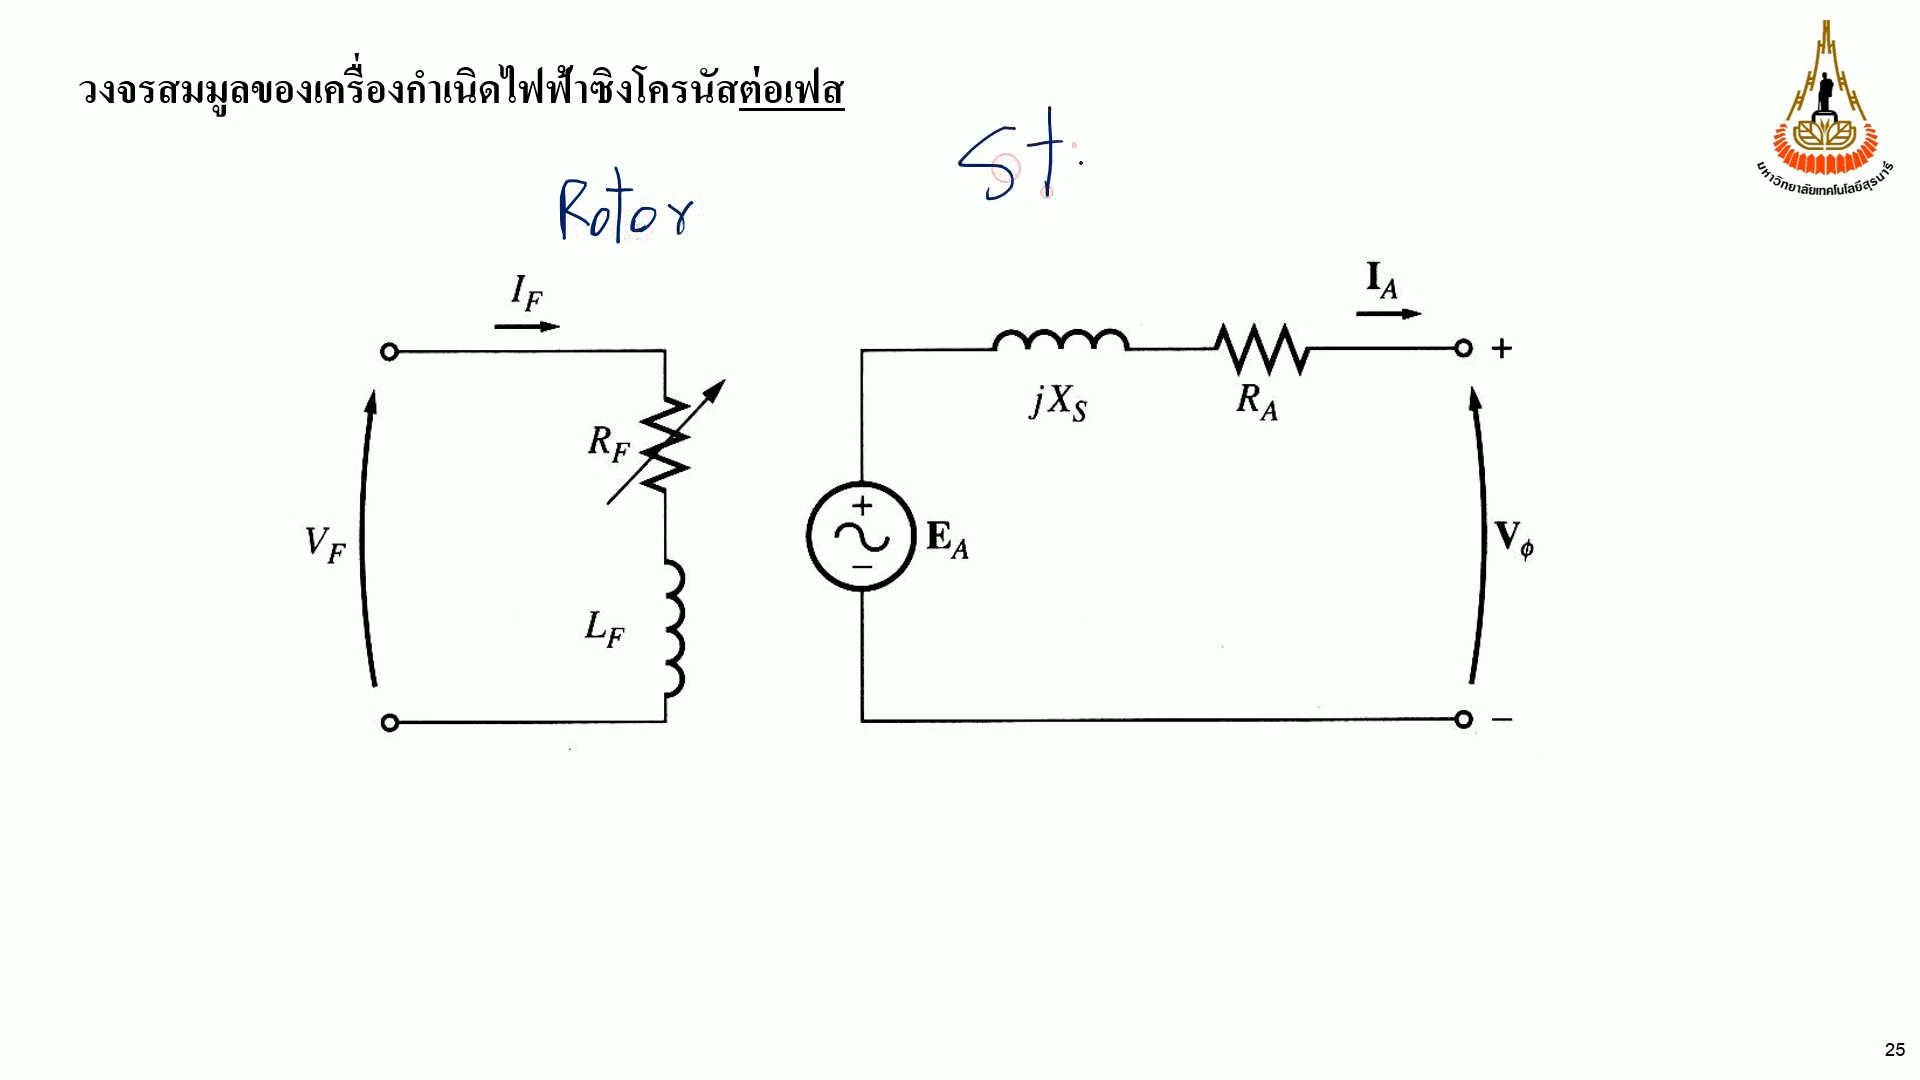 วงจรสมมูลของเครื่องกำเนิดไฟฟ้าซิงโครนัสต่อเฟส
มหาวิทยาลัยเทคโนโลยีสุรนารี
St
Rotor
I_F
I_A
+
jX_S
R_A
R_F
V_F
+
−
E_A
V_ϕ
L_F
−
25